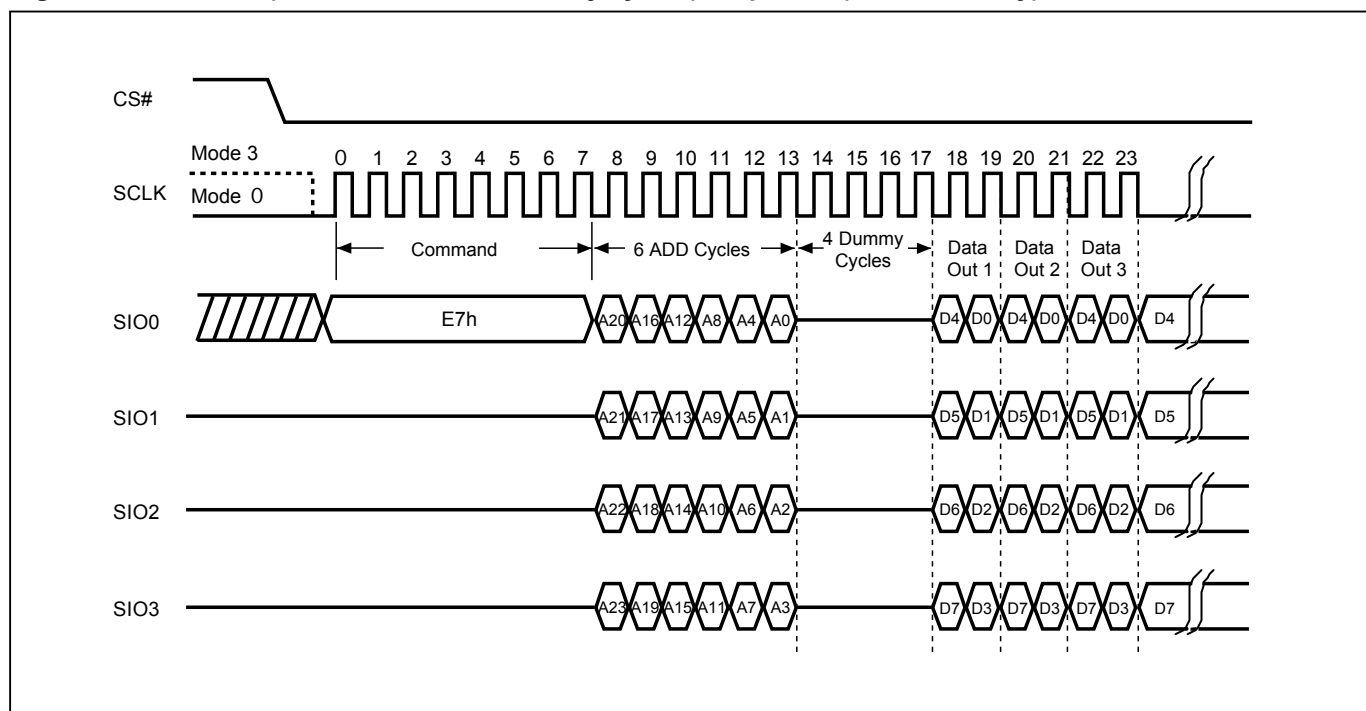 CS#
Mode 3
0 1 2 3 4 5 6 7 8 9 10 11 12 13 14 15 16 17 18 19 20 21 22 23
SCLK
Mode 0
Command
6 ADD Cycles
4 Dummy
Cycles
Data
Out 1
Data
Out 2
Data
Out 3
SIO0
E7h
A20 A16 A12 A8 A4 A0
D4 D0 D4 D0 D4 D0 D4
SIO1
A21 A17 A13 A9 A5 A1
D5 D1 D5 D1 D5 D1 D5
SIO2
A22 A18 A14 A10 A6 A2
D6 D2 D6 D2 D6 D2 D6
SIO3
A23 A19 A15 A11 A7 A3
D7 D3 D7 D3 D7 D3 D7